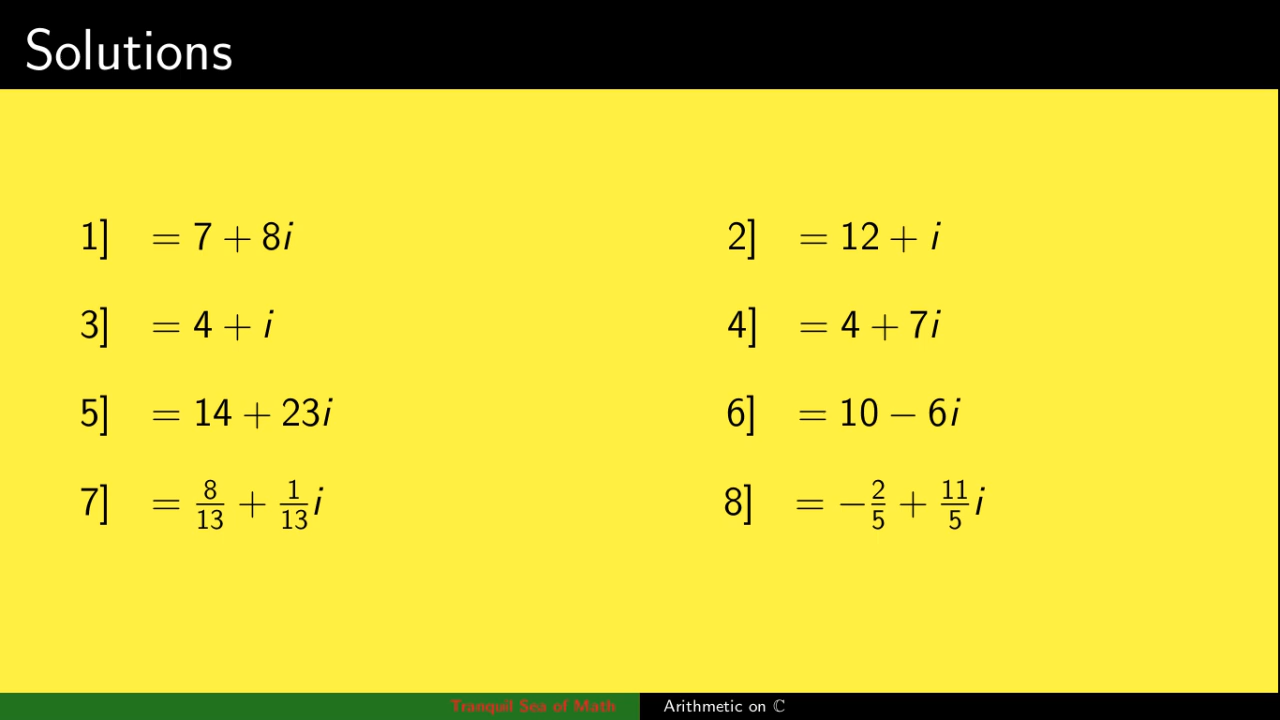 Solutions
1] = 7 + 8i 2] = 12 + i
3] = 4 + i 4] = 4 + 7i
5] = 14 + 23i 6] = 10 − 6i
7] = 8/13 + 1/13 i 8] = −2/5 + 11/5 i
Tranquil Sea of Math Arithmetic on ℂ